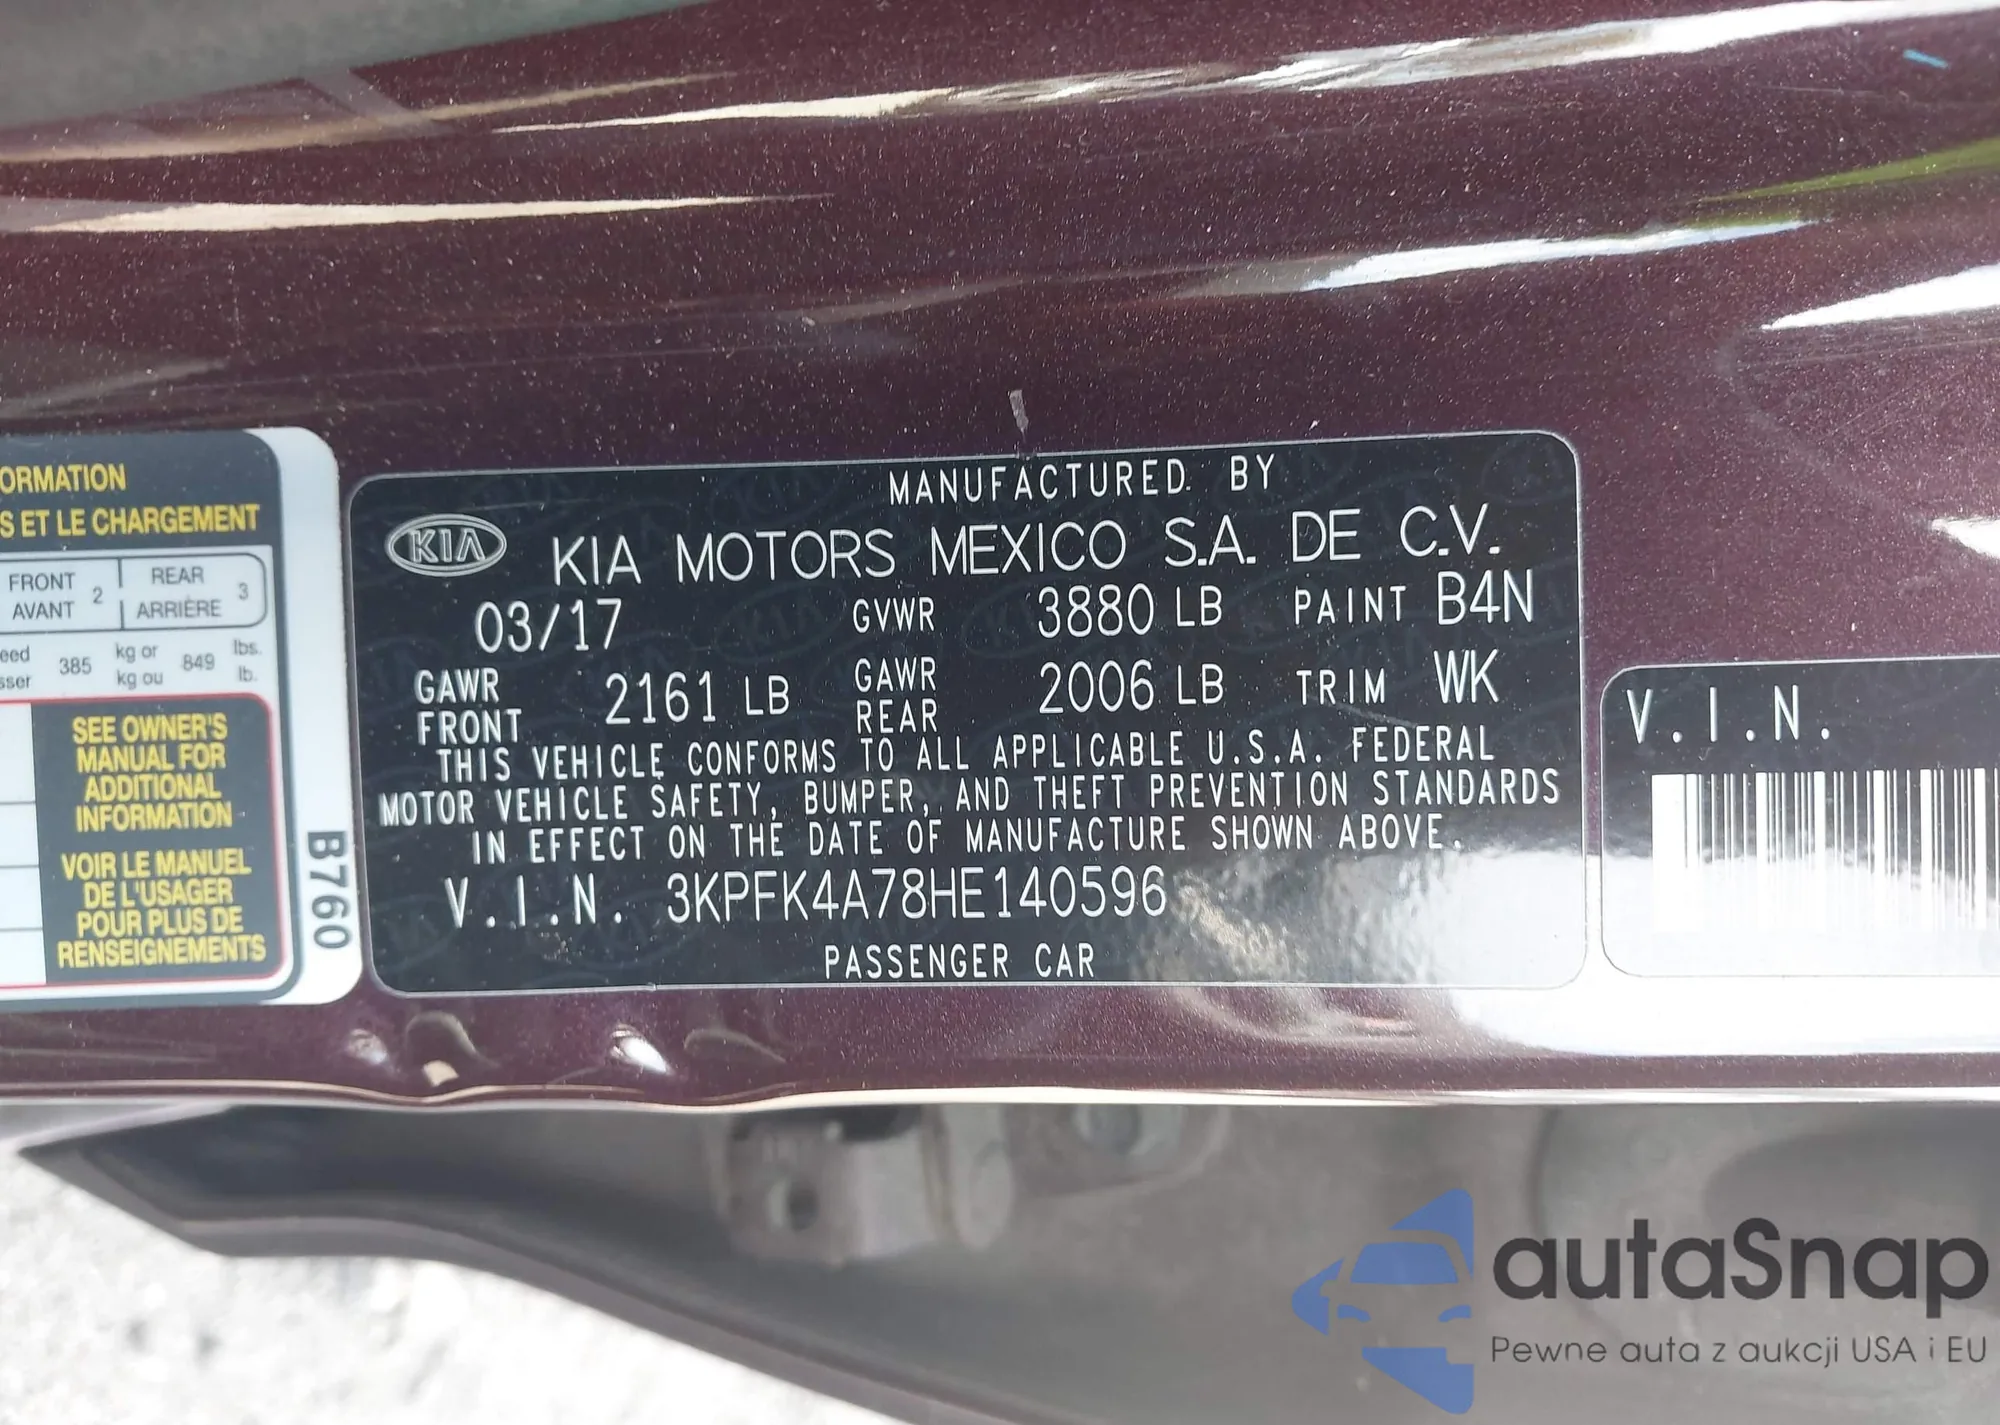 ORMATION
S ET LE CHARGEMENT
FRONT 2 REAR 3
AVANT ARRIÈRE
eed 385 kg or 849 lbs.
sser kg ou lb.
SEE OWNER'S
MANUAL FOR
ADDITIONAL
INFORMATION
VOIR LE MANUEL
DE L'USAGER
POUR PLUS DE
RENSEIGNEMENTS
B760
MANUFACTURED BY
KIA KIA MOTORS MEXICO S.A. DE C.V.
03/17 GVWR 3880 LB PAINT B4N
GAWR FRONT 2161 LB GAWR REAR 2006 LB TRIM WK
THIS VEHICLE CONFORMS TO ALL APPLICABLE U.S.A. FEDERAL
MOTOR VEHICLE SAFETY, BUMPER, AND THEFT PREVENTION STANDARDS
IN EFFECT ON THE DATE OF MANUFACTURE SHOWN ABOVE.
V.I.N. 3KPFK4A78HE140596
PASSENGER CAR
V.I.N.
autaSnap
Pewne auta z aukcji USA i EU